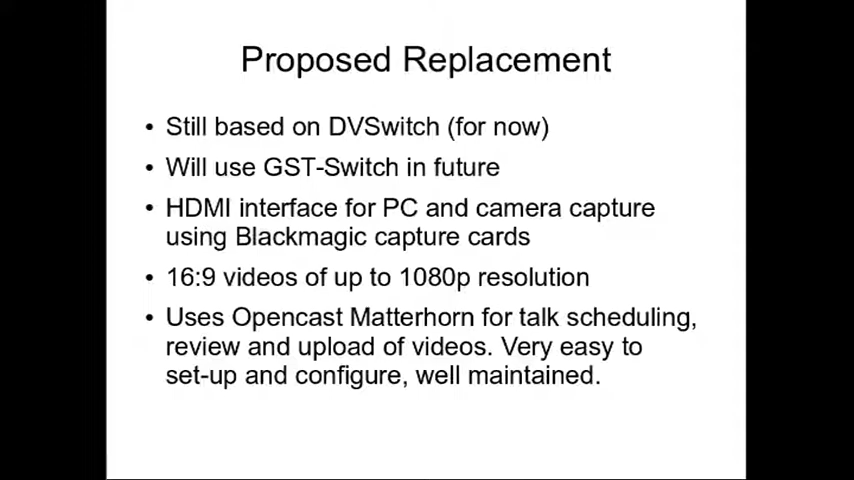 Proposed Replacement
• Still based on DVSwitch (for now)
• Will use GST-Switch in future
• HDMI interface for PC and camera capture
using Blackmagic capture cards
• 16:9 videos of up to 1080p resolution
• Uses Opencast Matterhorn for talk scheduling,
review and upload of videos. Very easy to
set-up and configure, well maintained.